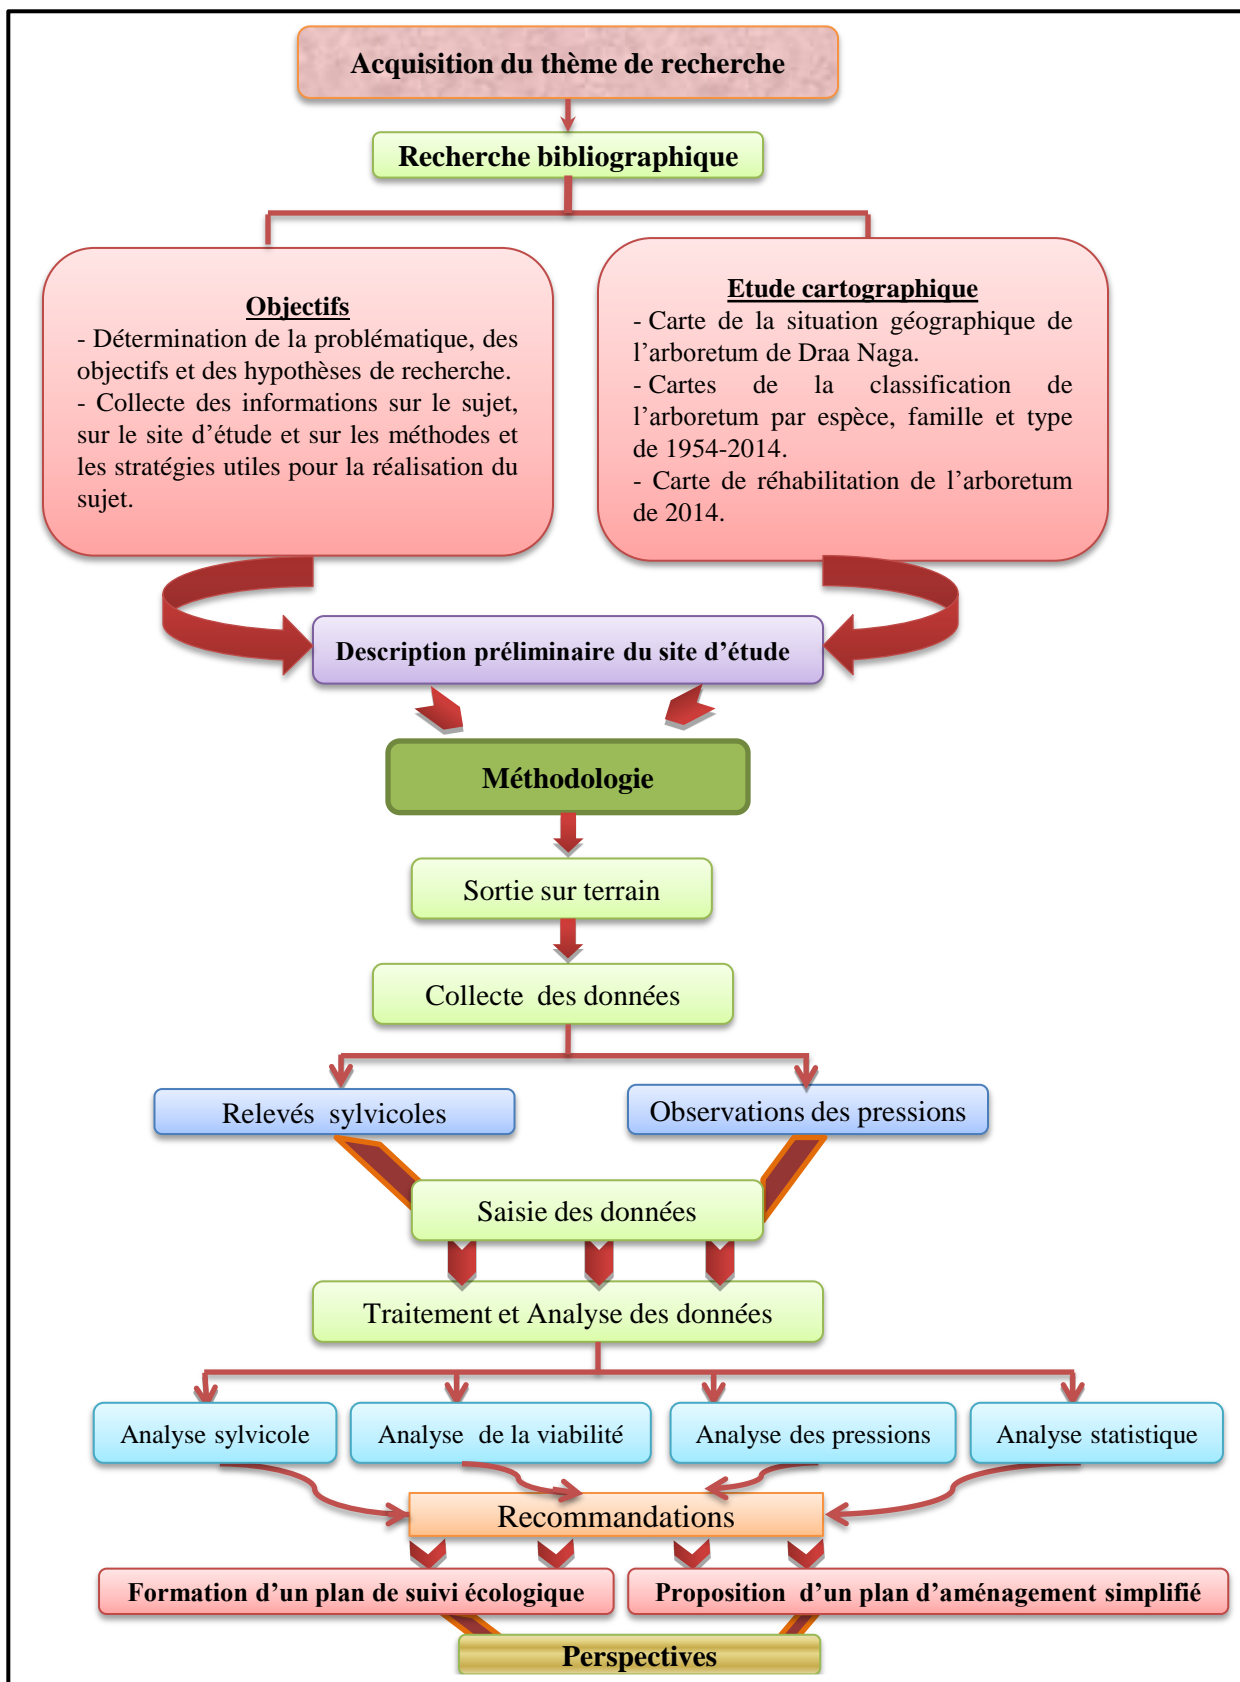 Acquisition du thème de recherche
Recherche bibliographique
Objectifs
- Détermination de la problématique, des
objectifs et des hypothèses de recherche.
- Collecte des informations sur le sujet,
sur le site d’étude et sur les méthodes et
les stratégies utiles pour la réalisation du
sujet.
Etude cartographique
- Carte de la situation géographique de
l’arboretum de Draa Naga.
- Cartes de la classification de
l’arboretum par espèce, famille et type
de 1954-2014.
- Carte de réhabilitation de l’arboretum
de 2014.
Description préliminaire du site d’étude
Méthodologie
Sortie sur terrain
Collecte des données
Relevés sylvicoles
Observations des pressions
Saisie des données
Traitement et Analyse des données
Analyse sylvicole
Analyse de la viabilité
Analyse des pressions
Analyse statistique
Recommandations
Formation d’un plan de suivi écologique
Proposition d’un plan d’aménagement simplifié
Perspectives